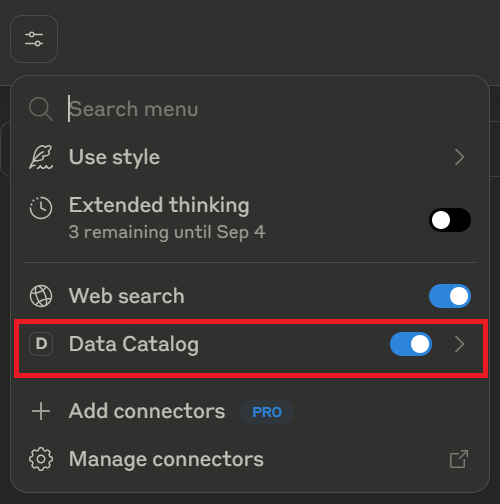 Search menu
Use style
Extended thinking
3 remaining until Sep 4
Web search
D Data Catalog
Add connectors PRO
Manage connectors